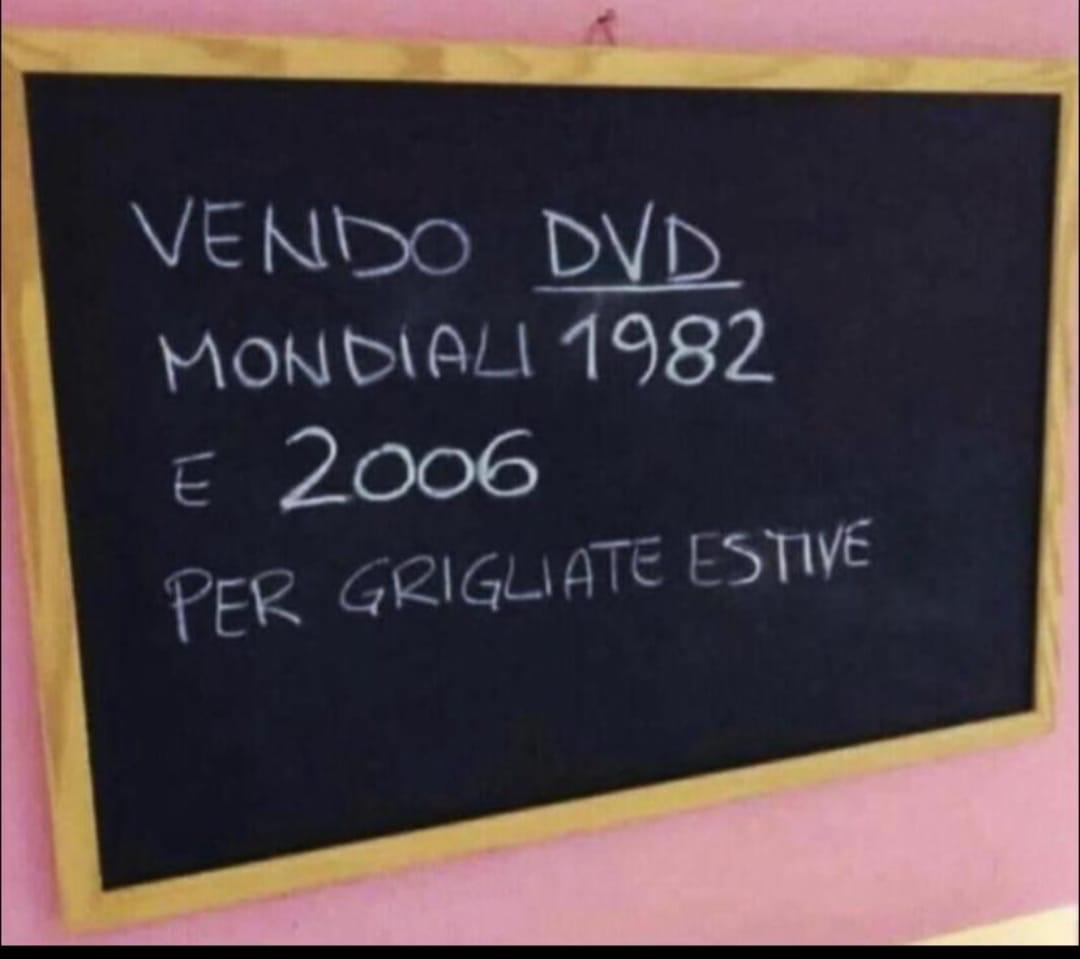 VENDO DVD
MONDIALI 1982
E 2006
PER GRIGLIATE ESTIVE